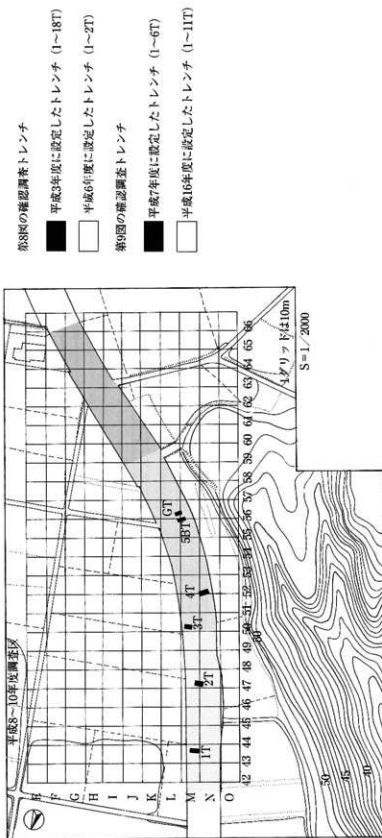 第8図の確認調査トレンチ
平成3年度に設定したトレンチ(1~18T)
平成6年度に設定したトレンチ(1~2T)
第9図の確認調査トレンチ
平成7年度に設定したトレンチ(1~6T)
平成16年度に設定したトレンチ(1~11T)
平成8~10年度調査区
E
F
G
H
I
J
K
L
M
N
O
1T
2T
3T
4T
5BT
GT
42 43 44 45 46 47 48 49 50 51 52 53 54 55 56 57 58 59 60 61 62 63 64 65 66
60
50
45
40
1グリッドは10m
S=1/2000